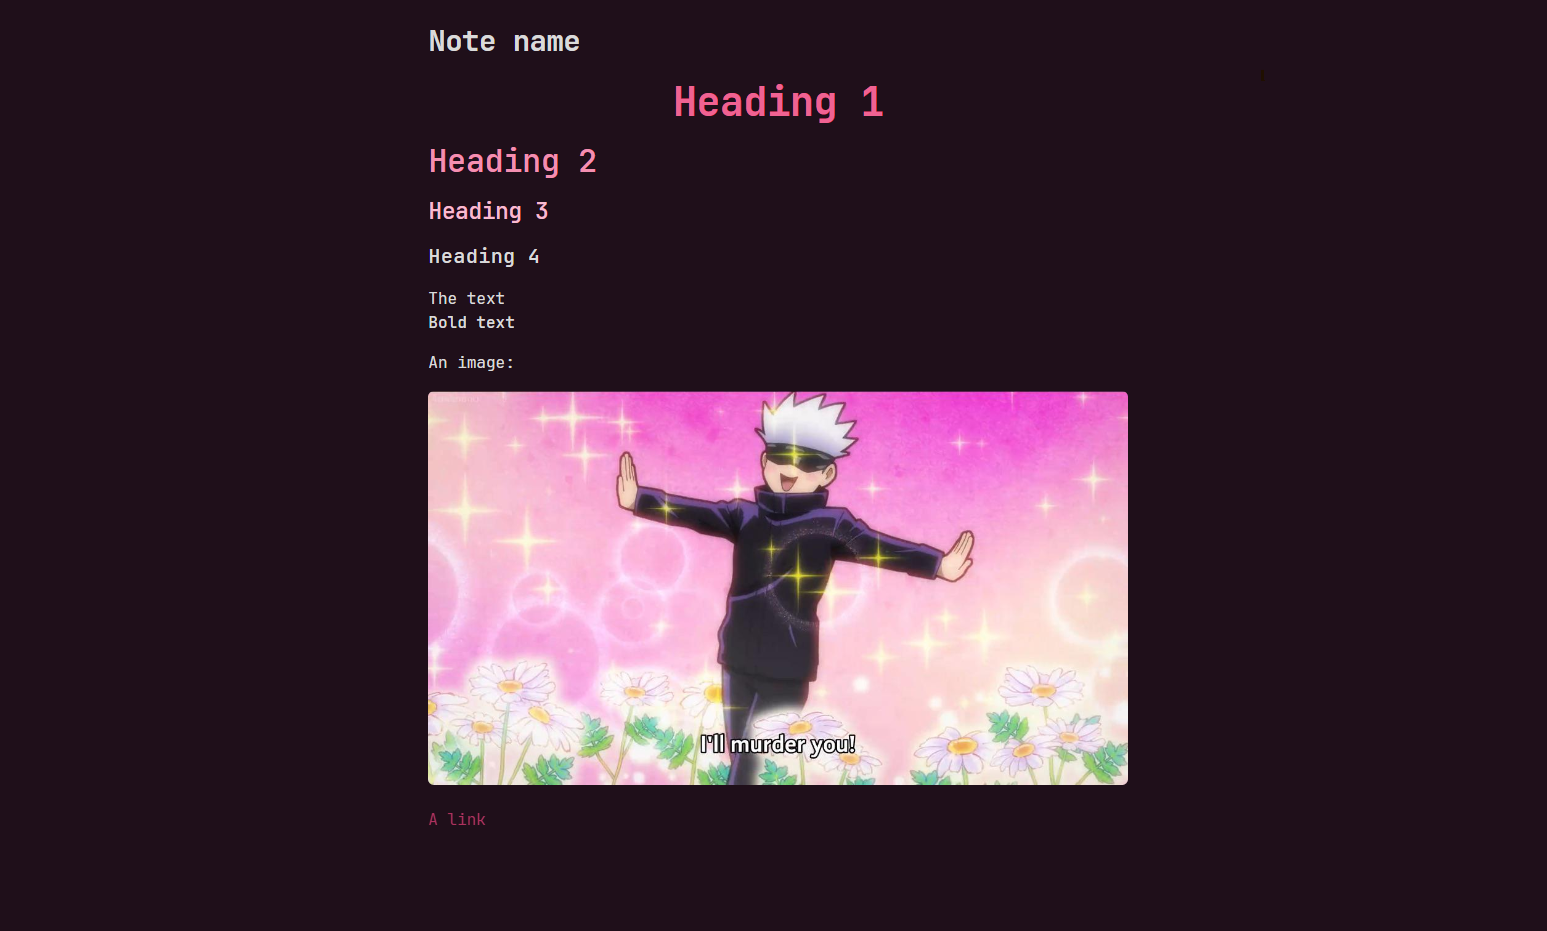 Note name
Heading 1
Heading 2
Heading 3
Heading 4
The text
Bold text
An image:
I'll murder you!
A link